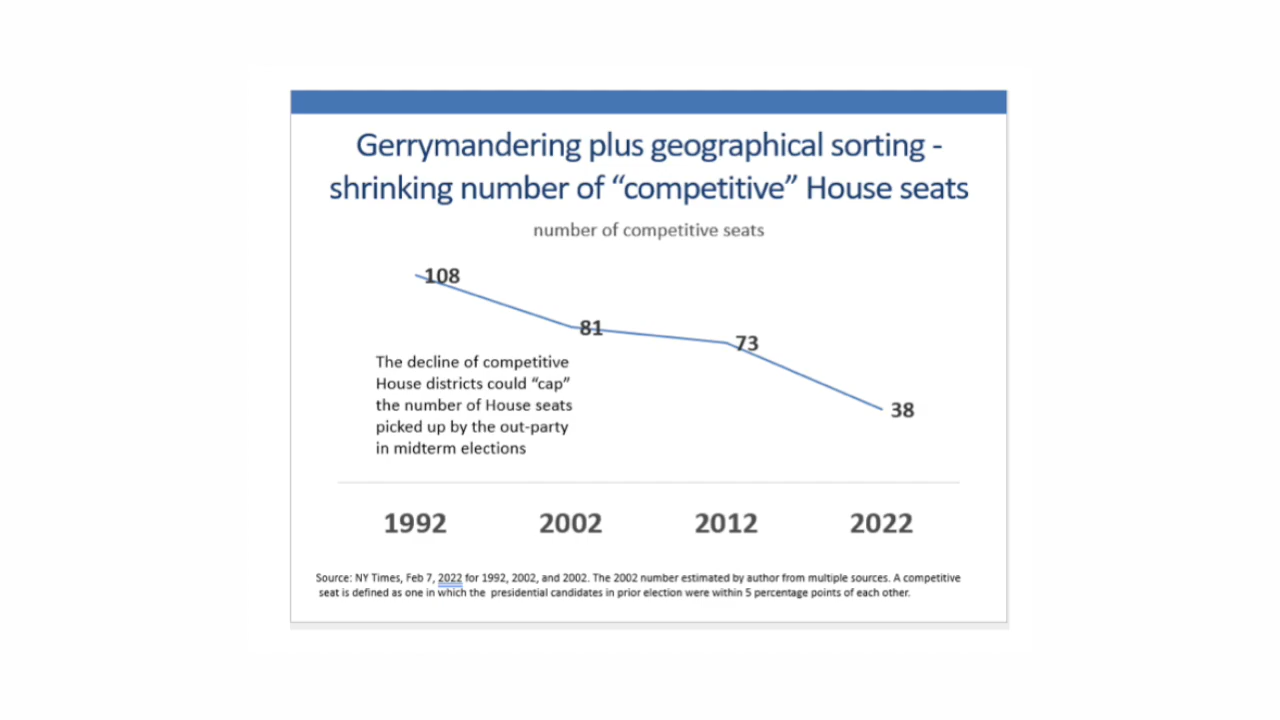 Gerrymandering plus geographical sorting -
shrinking number of “competitive” House seats
number of competitive seats
108
81
73
38
The decline of competitive
House districts could “cap”
the number of House seats
picked up by the out-party
in midterm elections
1992 2002 2012 2022
Source: NY Times, Feb 7, 2022 for 1992, 2002, and 2002. The 2002 number estimated by author from multiple sources. A competitive
seat is defined as one in which the presidential candidates in prior election were within 5 percentage points of each other.